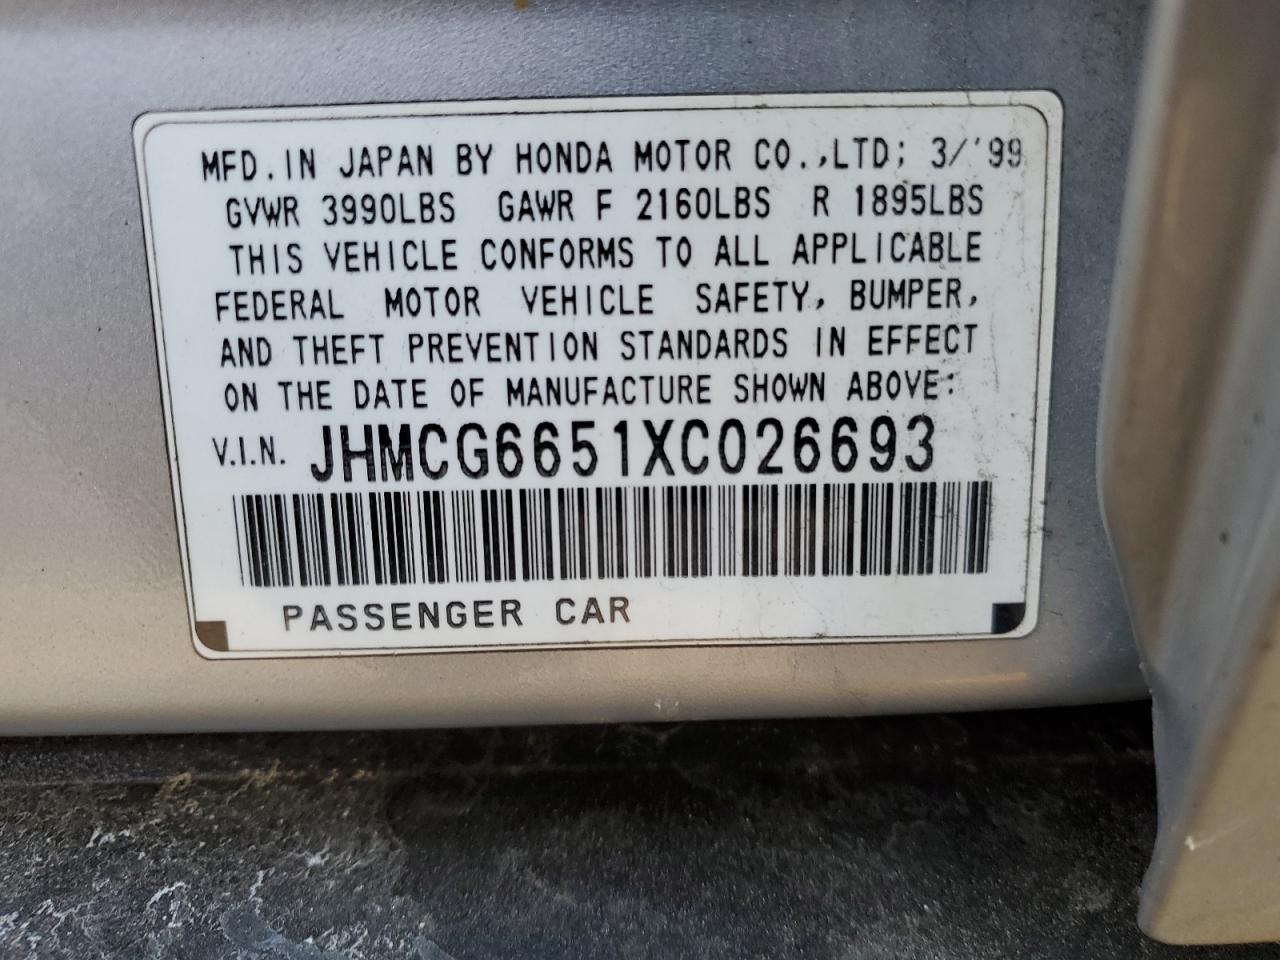 MFD.IN JAPAN BY HONDA MOTOR CO.,LTD; 3/'99
GVWR 3990LBS GAWR F 2160LBS R 1895LBS
THIS VEHICLE CONFORMS TO ALL APPLICABLE
FEDERAL MOTOR VEHICLE SAFETY, BUMPER,
AND THEFT PREVENTION STANDARDS IN EFFECT
ON THE DATE OF MANUFACTURE SHOWN ABOVE:
V.I.N. JHMCG6651XC026693
PASSENGER CAR